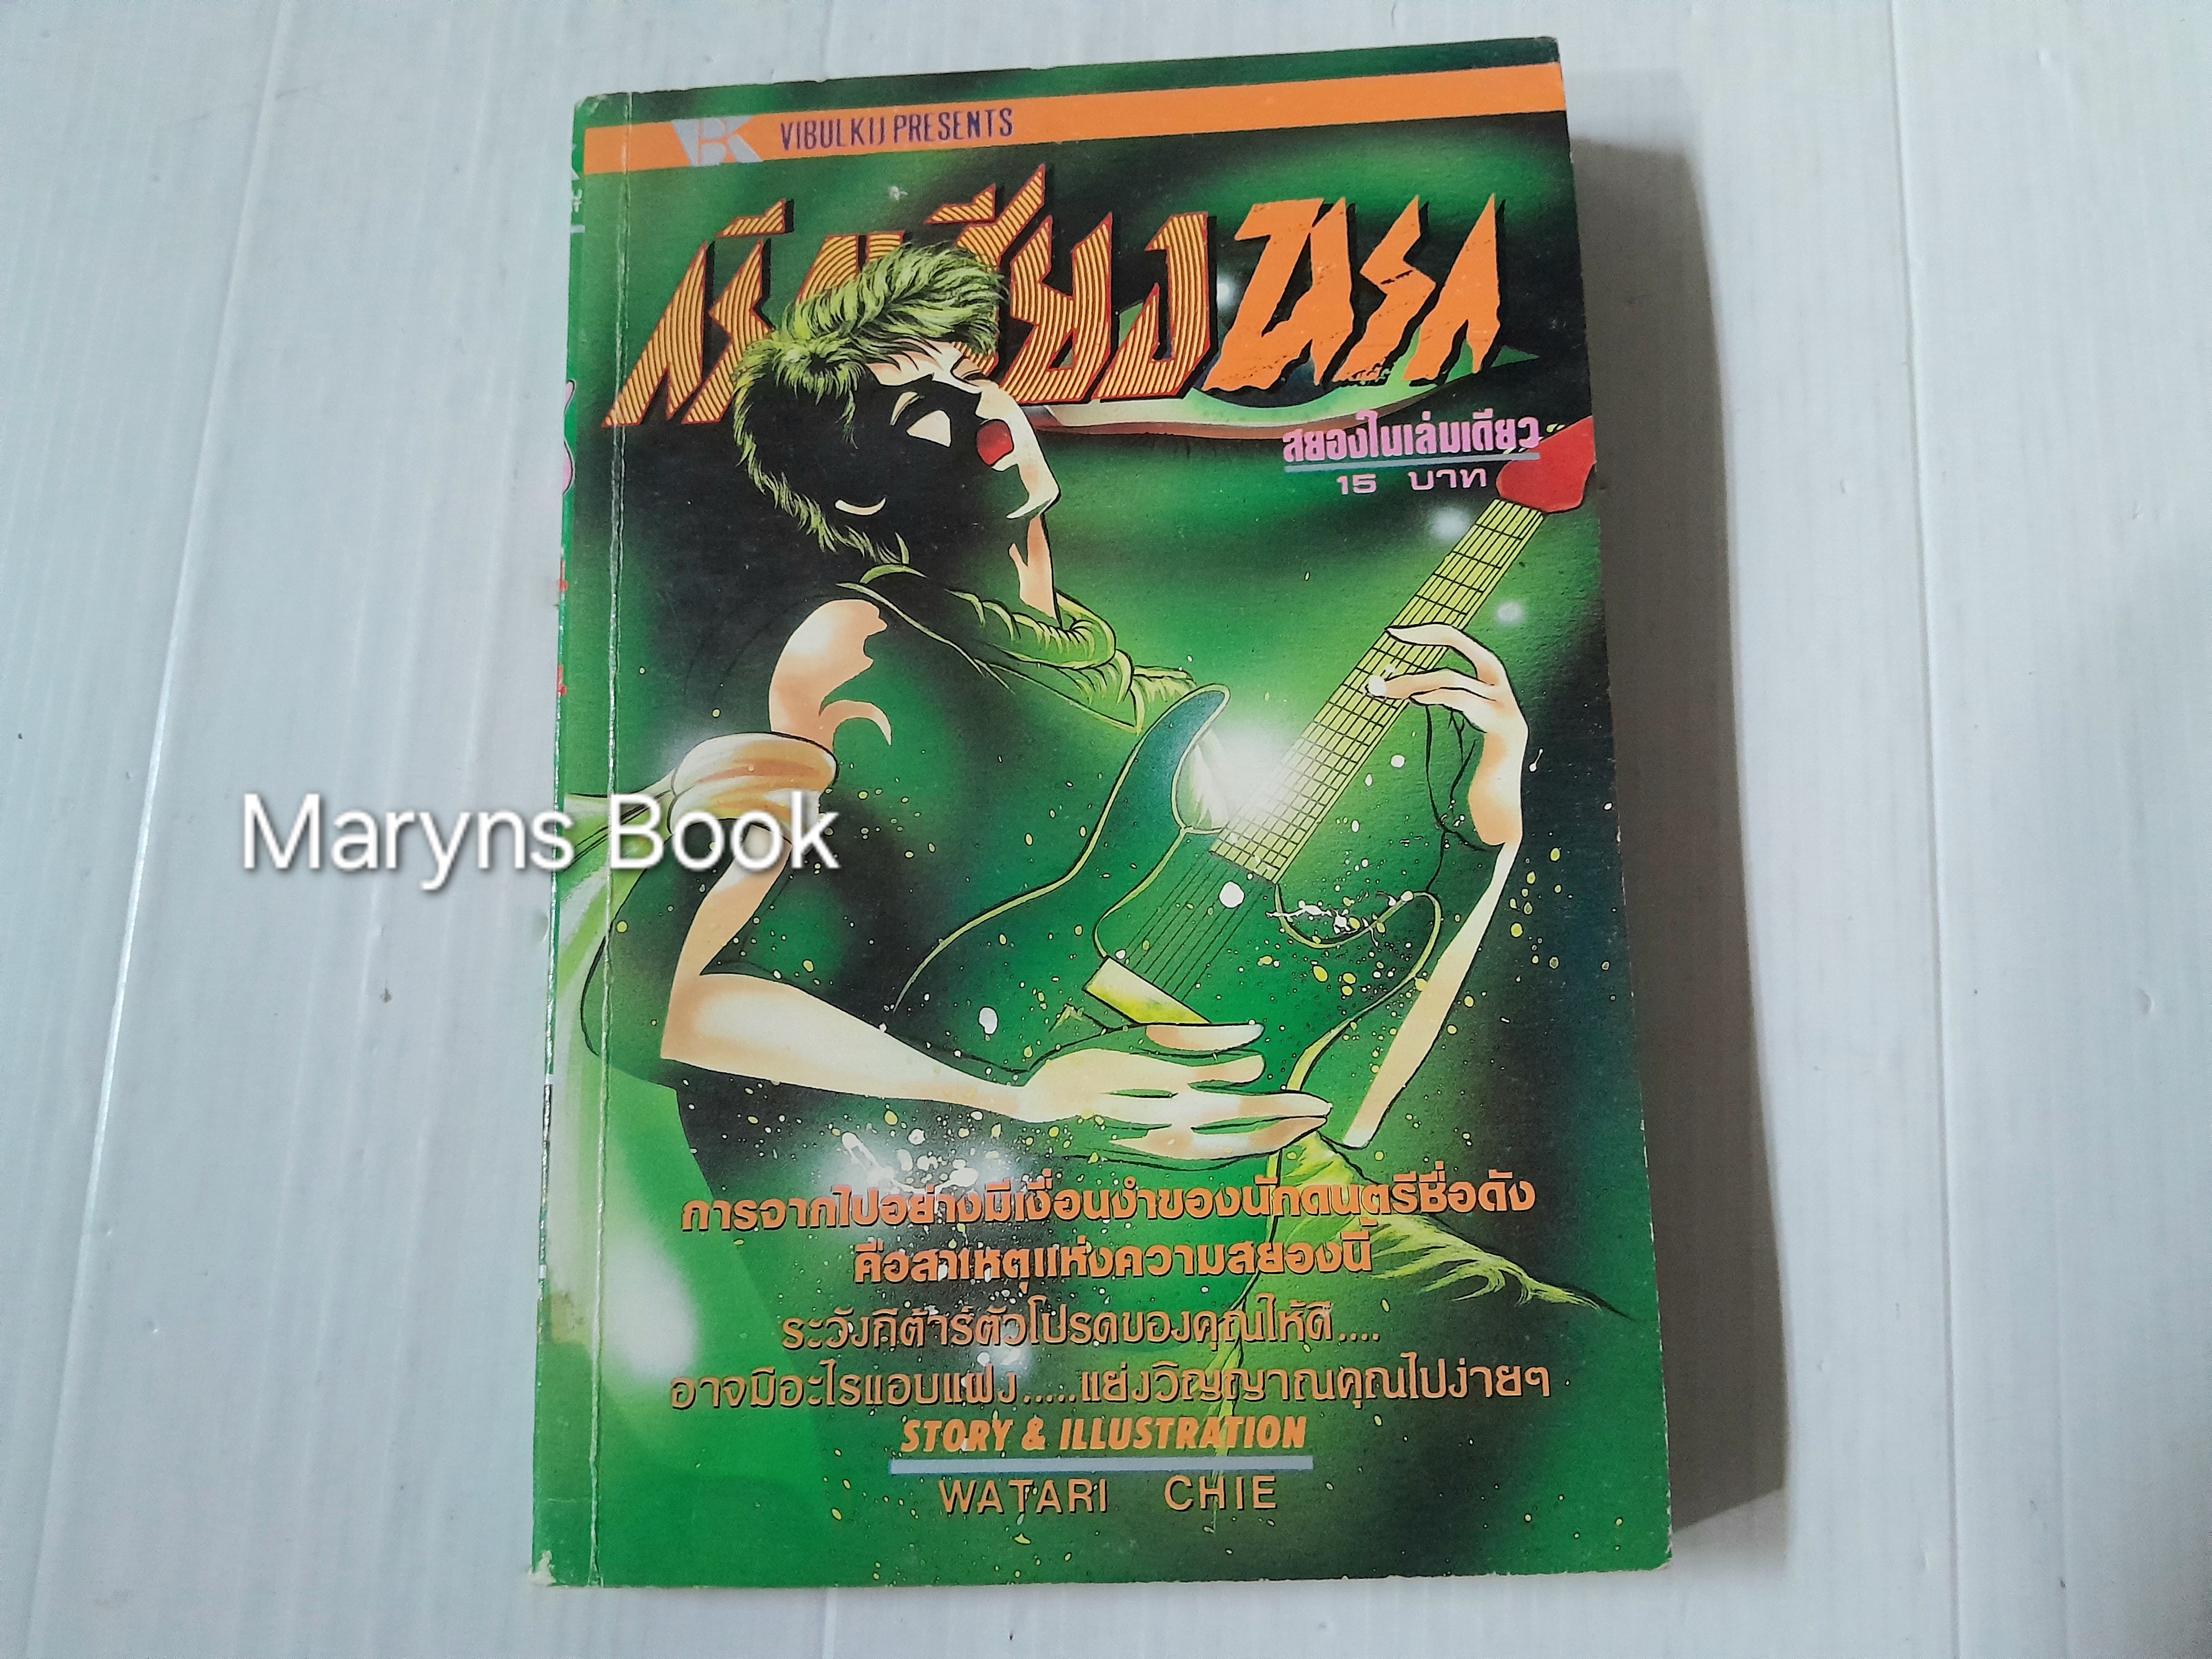 VIBULKIJ PRESENTS
นรก
สยองในเล่มเดียว
15 บาท
Maryns Book
การจากไปอย่างมีเงื่อนงำของนักดนตรีชื่อดัง
คือสาเหตุแห่งความสยองนี้
ระวังกีต้าร์ตัวโปรดของคุณให้ดี....
อาจมีอะไรแอบแฝง.....แย่งวิญญาณคุณไปง่ายๆ
STORY & ILLUSTRATION
WATARI CHIE